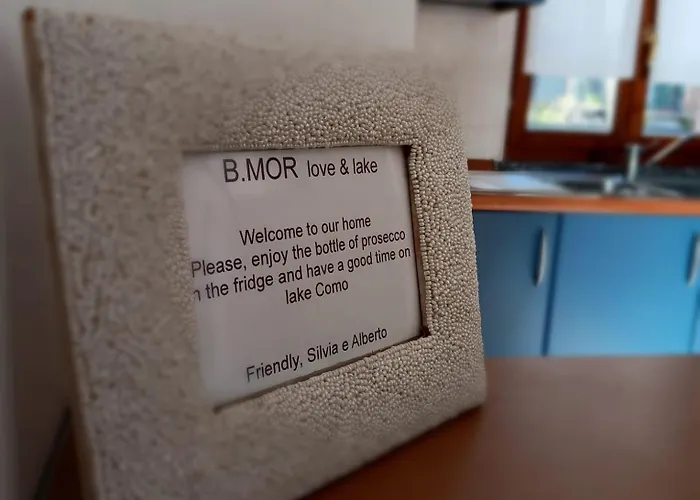 B.MOR love & lake
Welcome to our home
Please, enjoy the bottle of prosecco
n the fridge and have a good time on
lake Como
Friendly, Silvia e Alberto